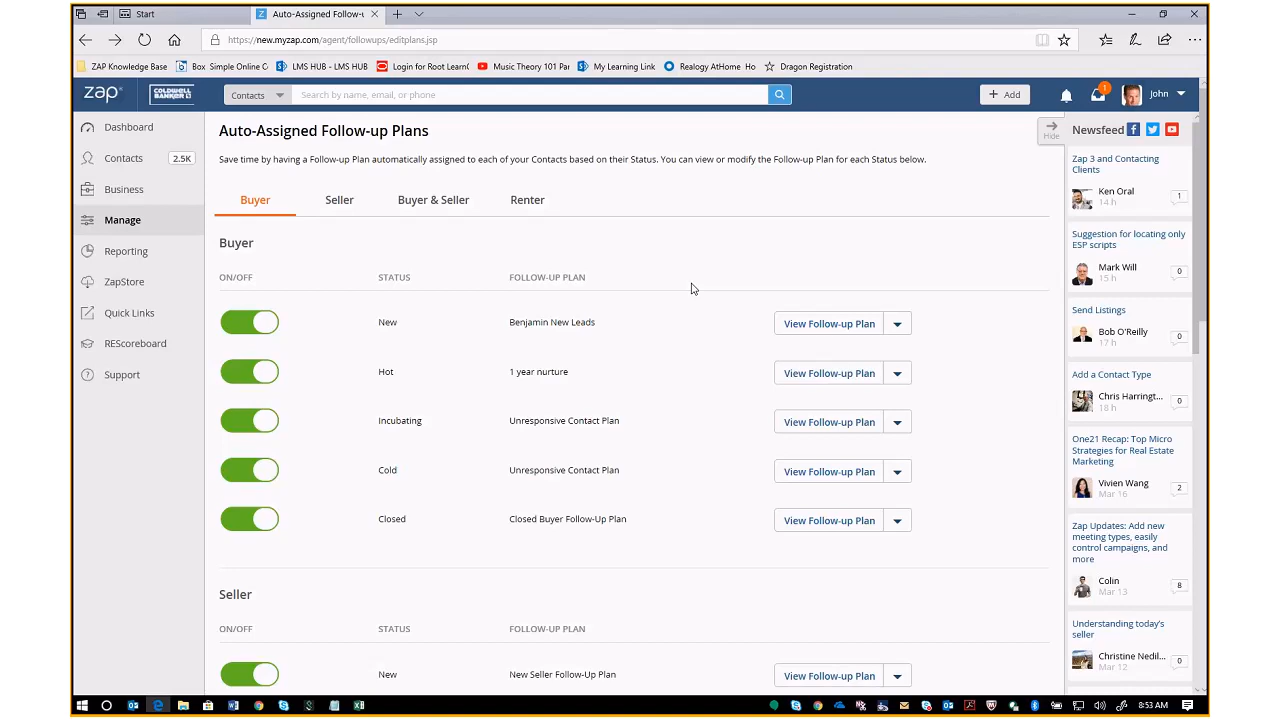 Start
Auto-Assigned Follow-u
https://new.myzap.com/agent/followups/editplans.jsp
ZAP Knowledge Base
Box Simple Online C
LMS HUB - LMS HUB
Login for Root Learn
Music Theory 101 Par
My Learning Link
Realogy AtHome Ho
Dragon Registration
zap
COLDWELL BANKER
Contacts
Search by name, email, or phone
+ Add
1
John
Dashboard
Contacts 2.5K
Business
Manage
Reporting
ZapStore
Quick Links
REScoreboard
Support
Auto-Assigned Follow-up Plans
Save time by having a Follow-up Plan automatically assigned to each of your Contacts based on their Status. You can view or modify the Follow-up Plan for each Status below.
Buyer Seller Buyer & Seller Renter
Buyer
ON/OFF STATUS FOLLOW-UP PLAN
New Benjamin New Leads View Follow-up Plan
Hot 1 year nurture View Follow-up Plan
Incubating Unresponsive Contact Plan View Follow-up Plan
Cold Unresponsive Contact Plan View Follow-up Plan
Closed Closed Buyer Follow-Up Plan View Follow-up Plan
Seller
ON/OFF STATUS FOLLOW-UP PLAN
New New Seller Follow-Up Plan View Follow-up Plan
Hide
Newsfeed
Zap 3 and Contacting
Clients
Ken Oral 1
14 h
Suggestion for locating only
ESP scripts
Mark Will 0
15 h
Send Listings
Bob O'Reilly 0
17 h
Add a Contact Type
Chris Harringt... 0
18 h
One21 Recap: Top Micro
Strategies for Real Estate
Marketing
Vivien Wang 2
Mar 16
Zap Updates: Add new
meeting types, easily
control campaigns, and
more
Colin 8
Mar 13
Understanding today's
seller
Christine Nedil... 0
Mar 12
8:53 AM